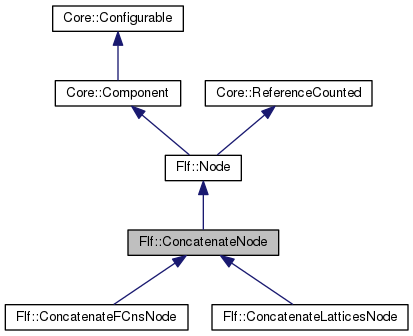 Core::Configurable
Core::Component
Core::ReferenceCounted
Flf::Node
Flf::ConcatenateNode
Flf::ConcatenateFCnsNode
Flf::ConcatenateLatticesNode